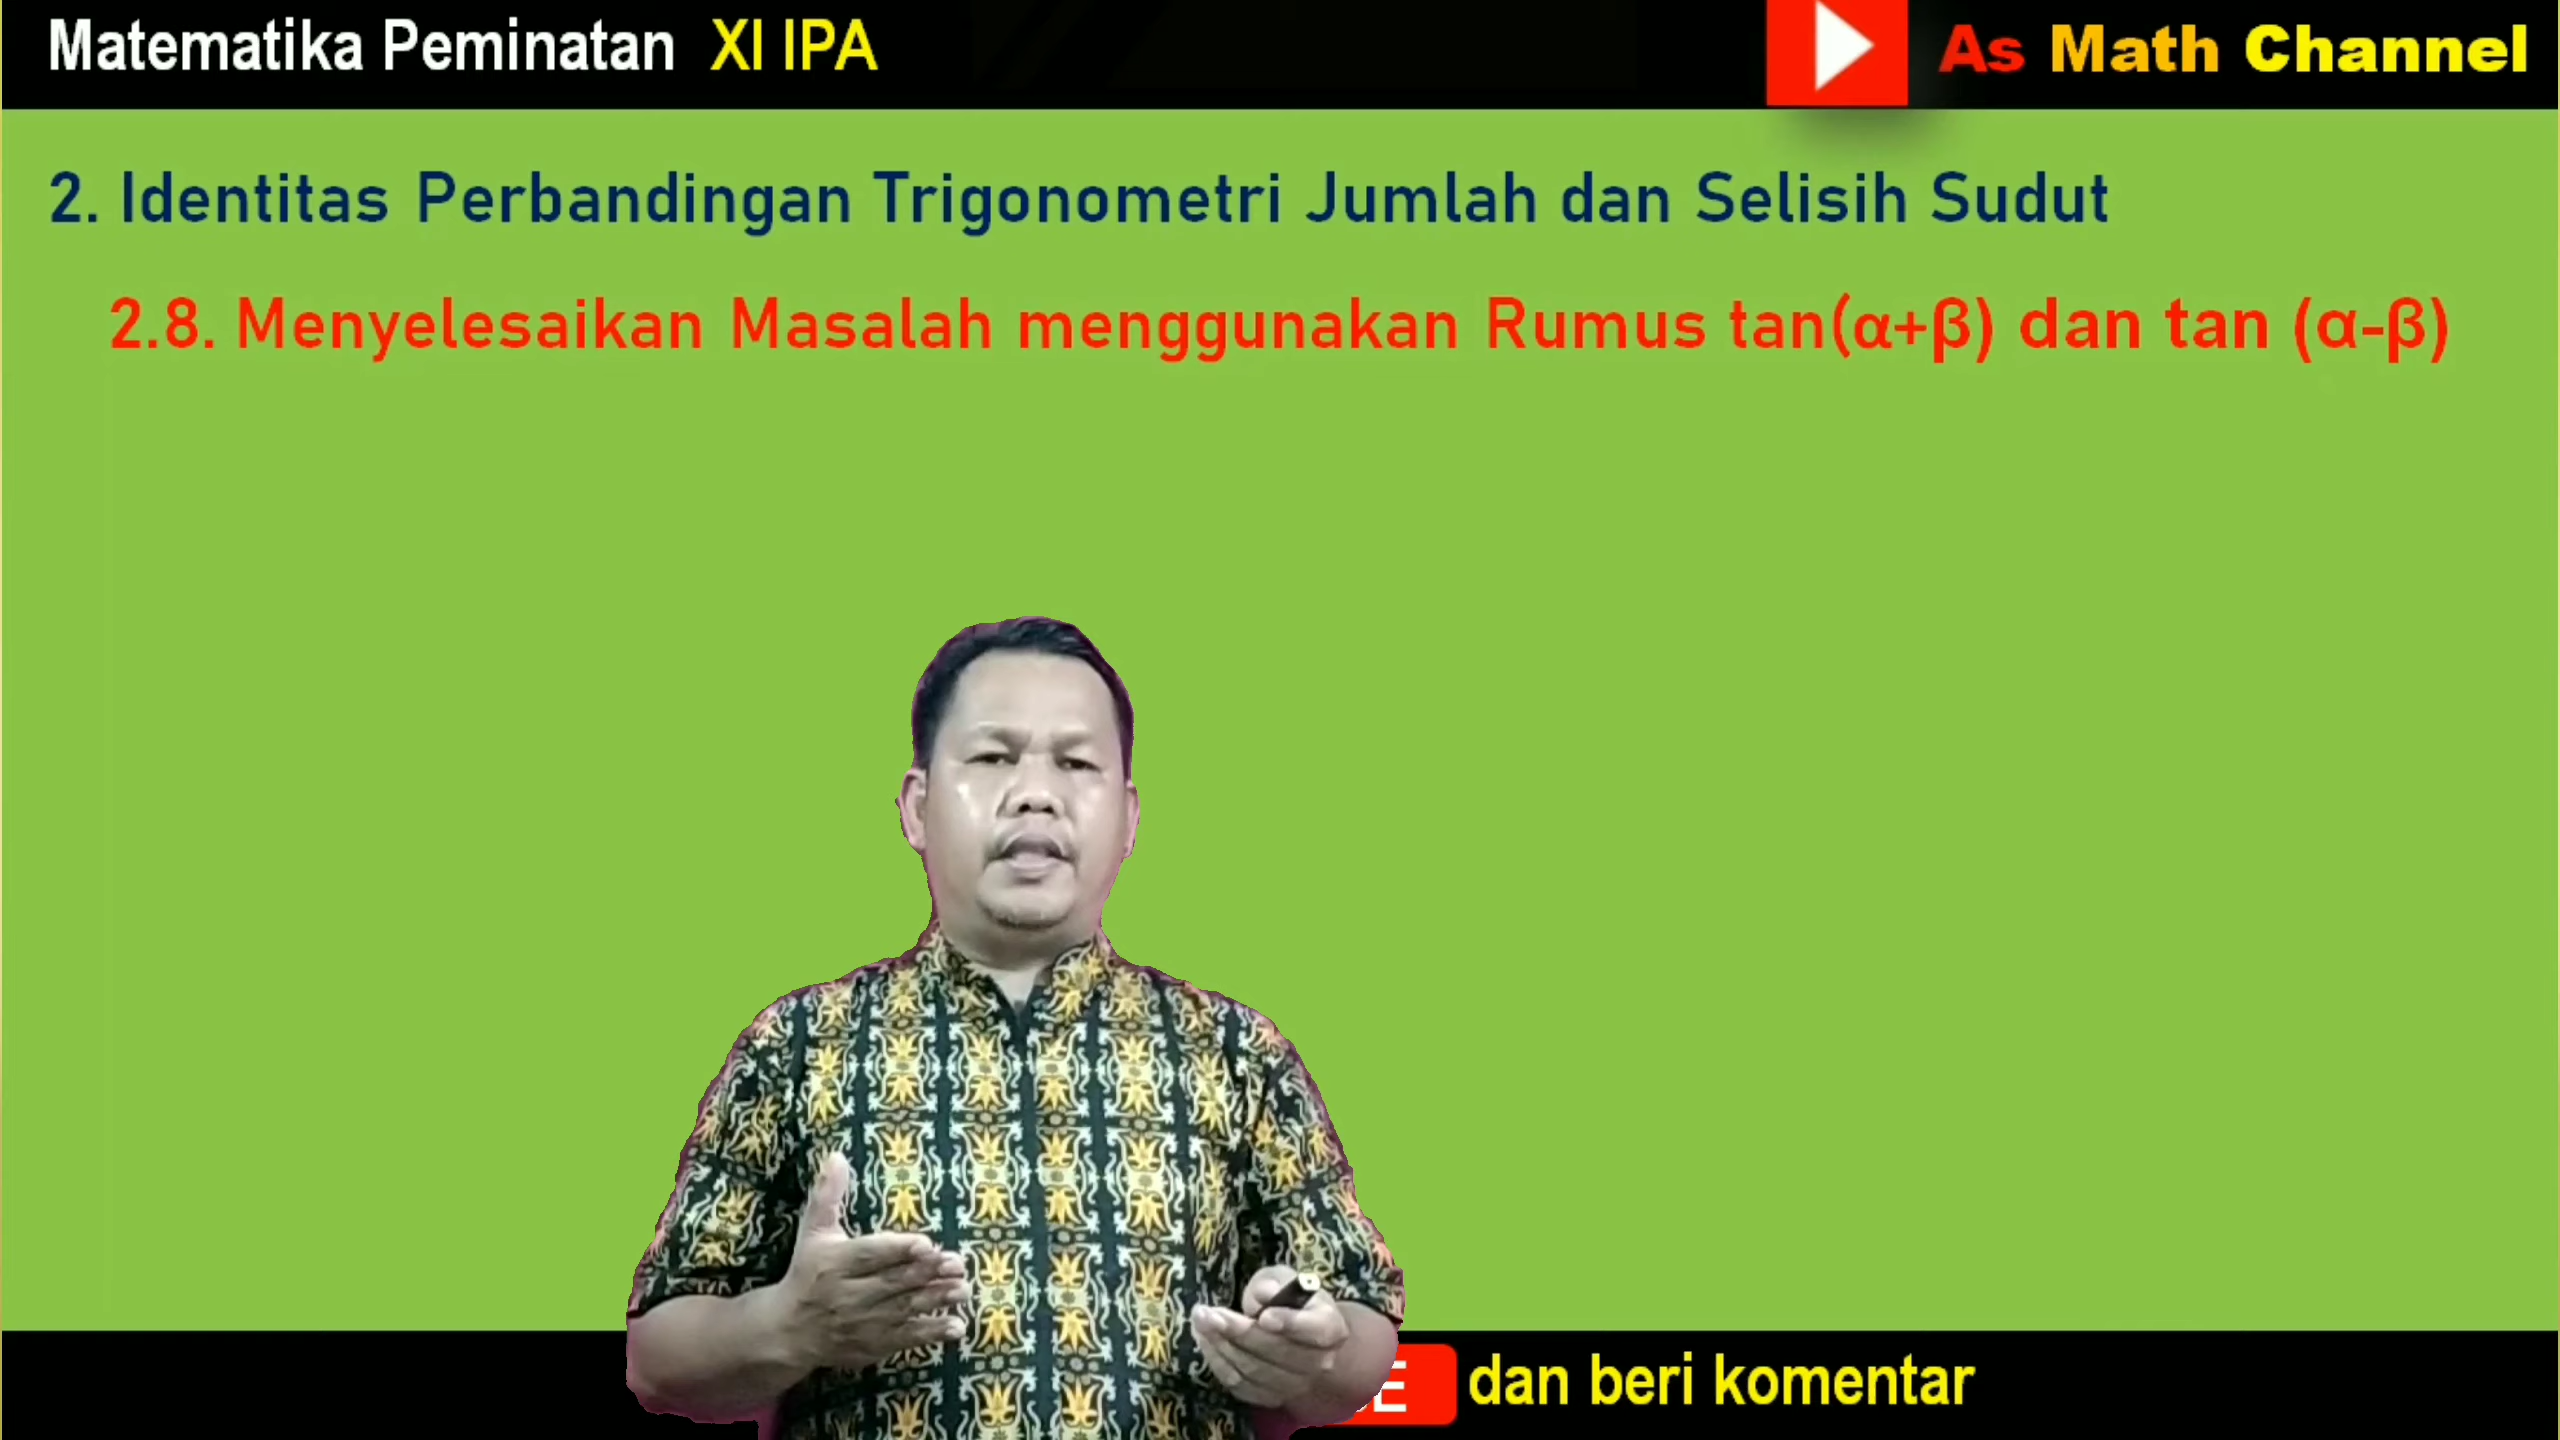 Matematika Peminatan XI IPA
As Math Channel
2. Identitas Perbandingan Trigonometri Jumlah dan Selisih Sudut
2.8. Menyelesaikan Masalah menggunakan Rumus tan(α+β) dan tan (α-β)
dan beri komentar